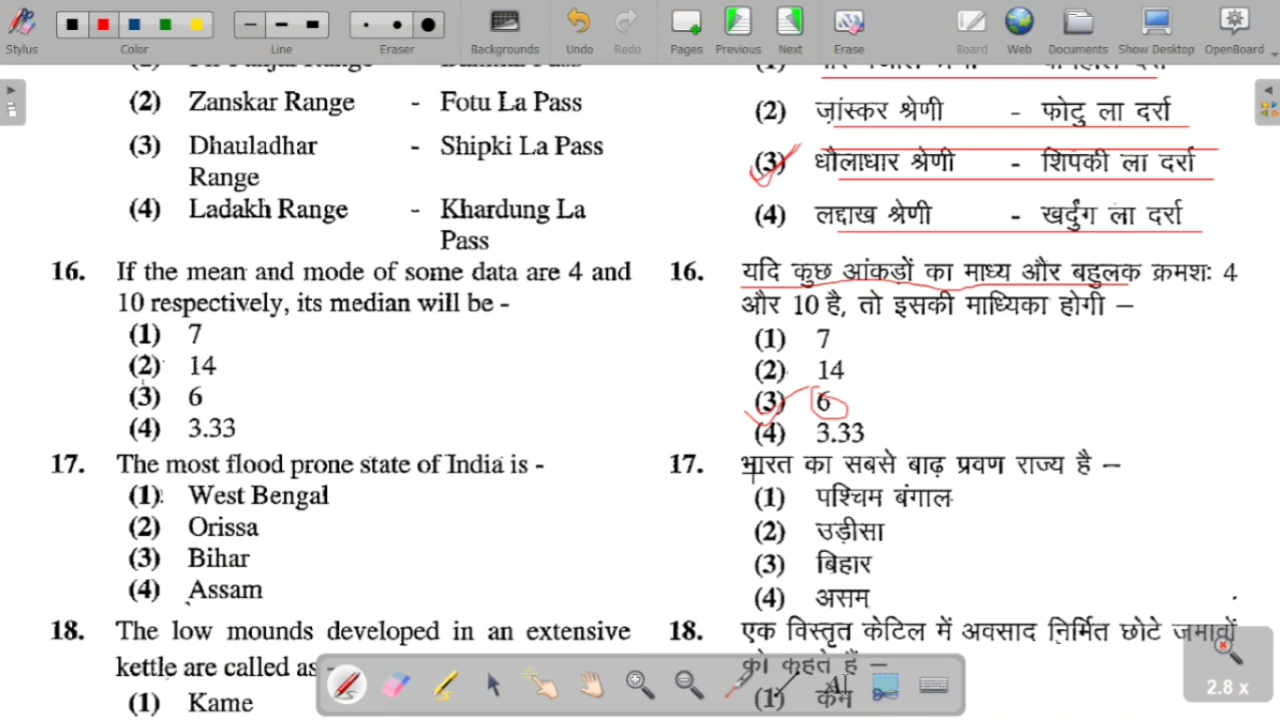 Stylus Color Line Eraser Backgrounds Undo Redo Pages Previous Next Erase Board Web Documents Show Desktop OpenBoard
(2) Zanskar Range - Fotu La Pass
(3) Dhauladhar - Shipki La Pass
Range
(4) Ladakh Range - Khardung La
Pass
16. If the mean and mode of some data are 4 and
10 respectively, its median will be -
(1) 7
(2) 14
(3) 6
(4) 3.33
17. The most flood prone state of India is -
(1) West Bengal
(2) Orissa
(3) Bihar
(4) Assam
18. The low mounds developed in an extensive
kettle are called as
(1) Kame
(2) ज़ांस्कर श्रेणी - फोटु ला दर्रा
(3) धौलाधार श्रेणी - शिपकी ला दर्रा
(4) लद्दाख श्रेणी - खर्दुंग ला दर्रा
16. यदि कुछ आंकड़ों का माध्य और बहुलक क्रमशः 4
और 10 है, तो इसकी माध्यिका होगी –
(1) 7
(2) 14
(3) 6
(4) 3.33
17. भारत का सबसे बाढ़ प्रवण राज्य है –
(1) पश्चिम बंगाल
(2) उड़ीसा
(3) बिहार
(4) असम
18. एक विस्तृत केटिल में अवसाद निर्मित छोटे जमावों
को कहते हैं –
(1) केम
2.8 x